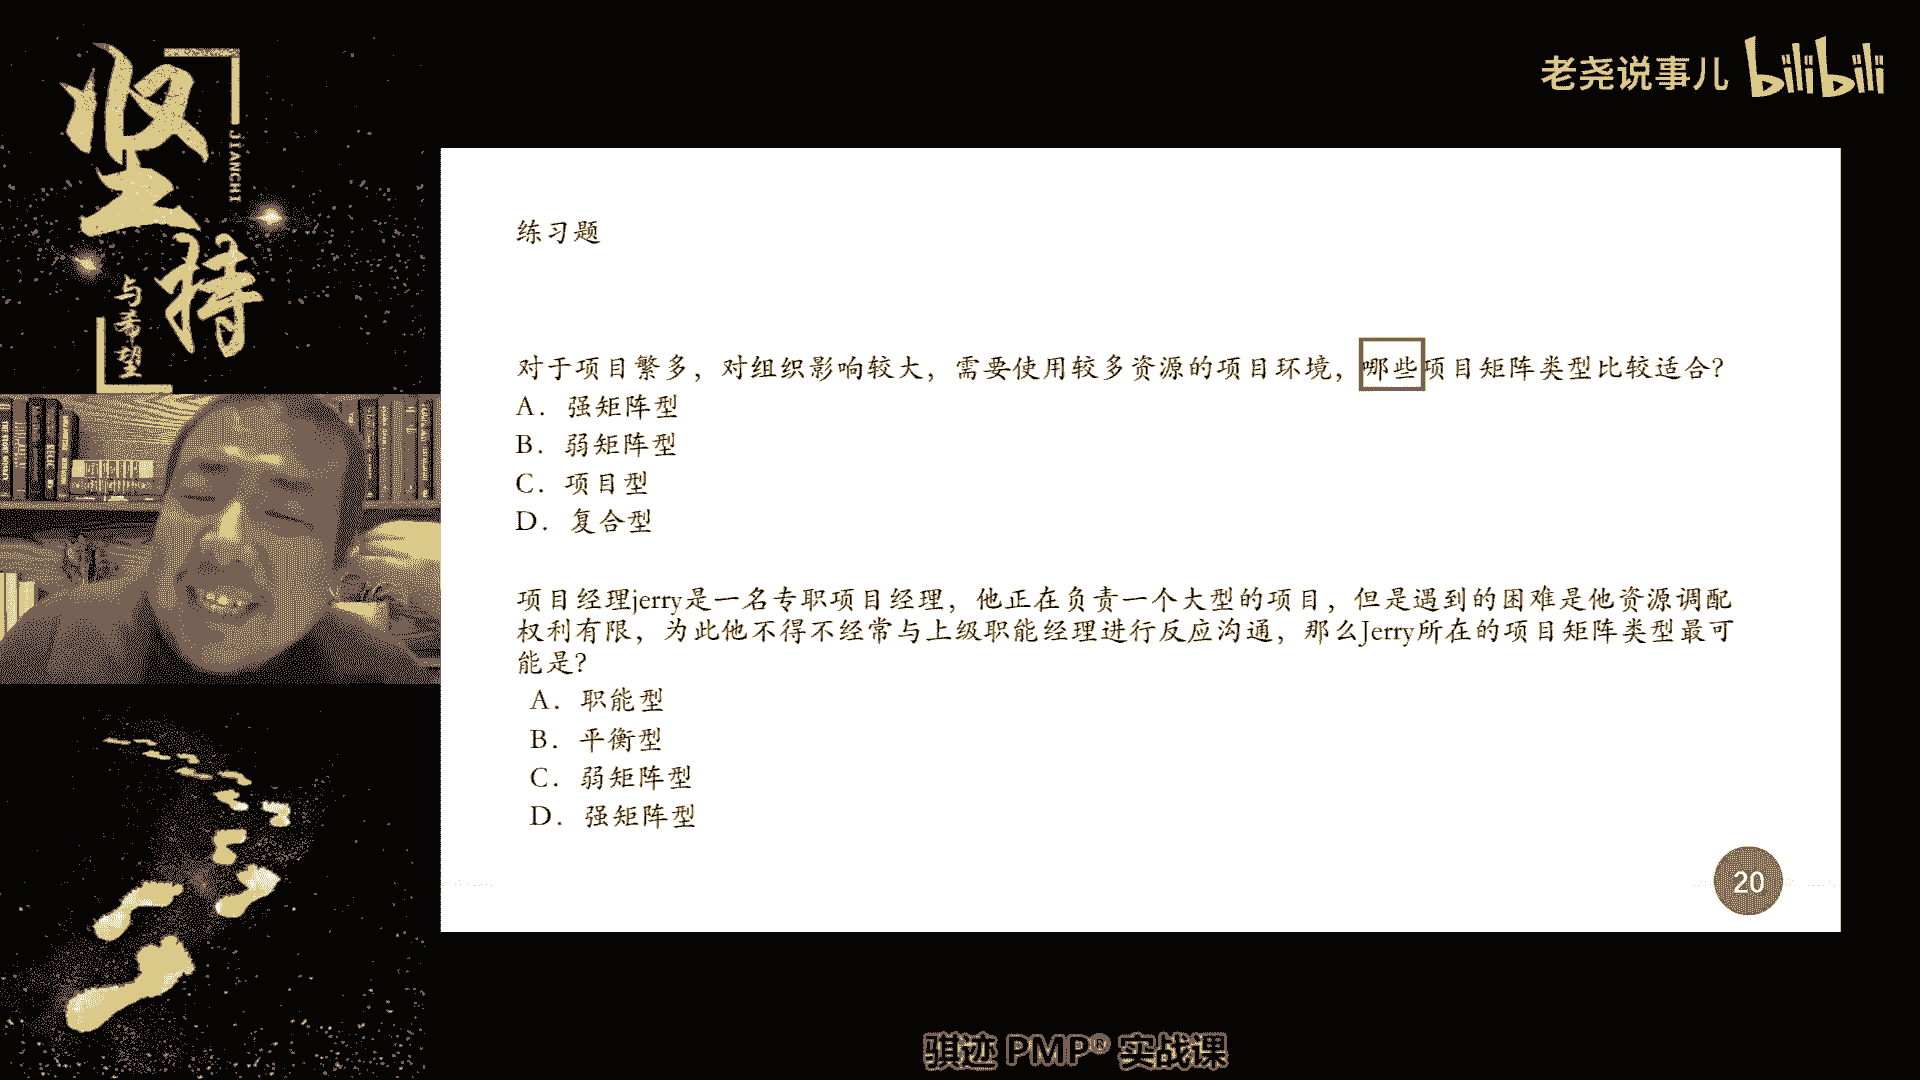 坚持
JIANCHI
与希望
老尧说事儿 bilibili
练习题
对于项目繁多，对组织影响较大，需要使用较多资源的项目环境，哪些项目矩阵类型比较适合？
A．强矩阵型
B．弱矩阵型
C．项目型
D．复合型
项目经理jerry是一名专职项目经理，他正在负责一个大型的项目，但是遇到的困难是他资源调配
权利有限，为此他不得不经常与上级职能经理进行反应沟通，那么Jerry所在的项目矩阵类型最可
能是？
A．职能型
B．平衡型
C．弱矩阵型
D．强矩阵型
20
骐迹 PMP® 实战课